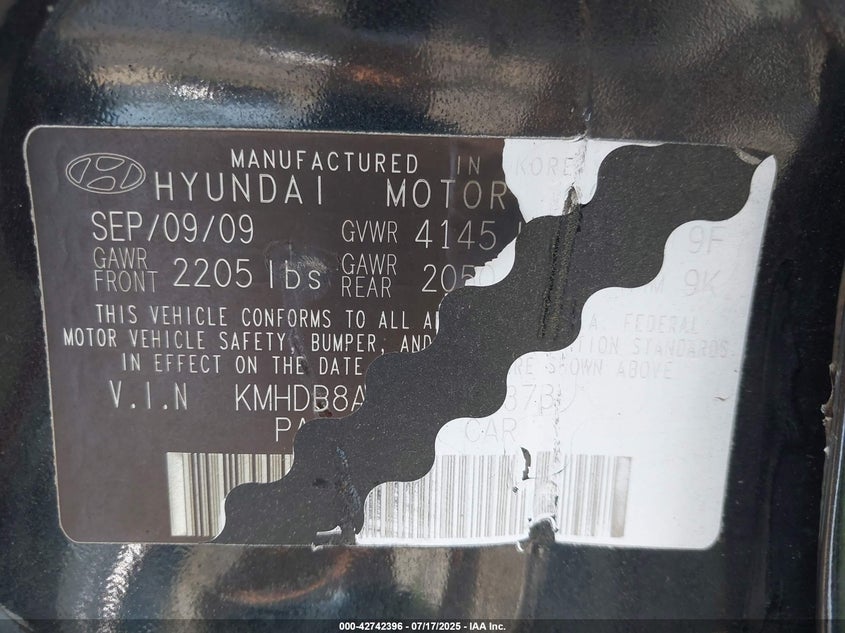 MANUFACTURED IN KORE
HYUNDAI MOTOR
SEP/09/09 GVWR 4145 9F
GAWR FRONT 2205 lbs GAWR REAR 2050 9K
THIS VEHICLE CONFORMS TO ALL A FEDERAL
MOTOR VEHICLE SAFETY, BUMPER, AND TION STANDARDS
IN EFFECT ON THE DATE SHOWN ABOVE
V.I.N KMHDB8A
PA CAR
000-42742396 - 07/17/2025 - IAA Inc.